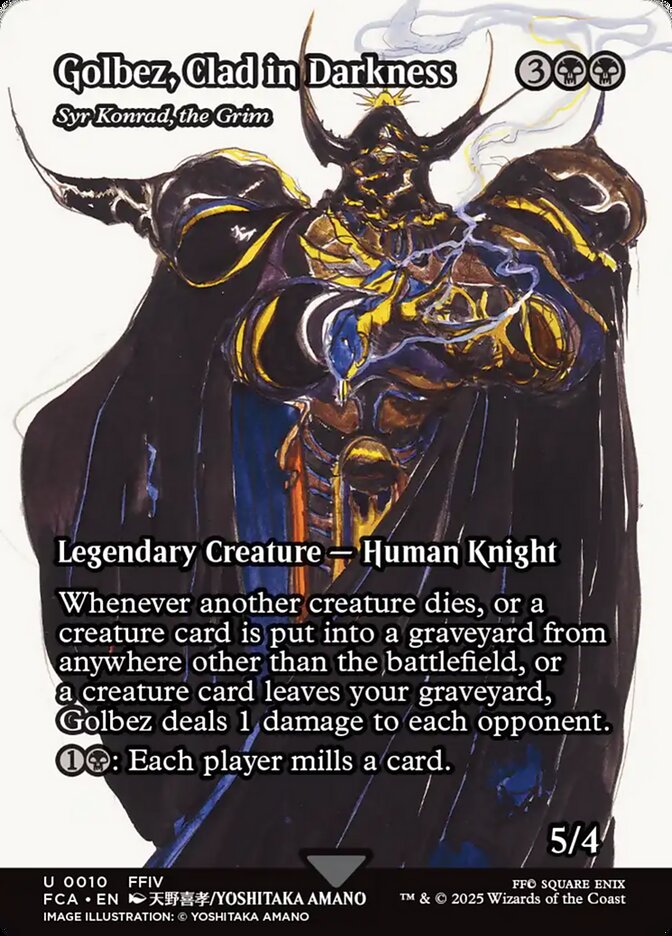 Golbez, Clad in Darkness
3
Syr Konrad, the Grim
Legendary Creature — Human Knight
Whenever another creature dies, or a
creature card is put into a graveyard from
anywhere other than the battlefield, or
a creature card leaves your graveyard,
Golbez deals 1 damage to each opponent.
1: Each player mills a card.
5/4
U 0010 FFIV
FCA • EN 天野喜孝/YOSHITAKA AMANO
IMAGE ILLUSTRATION: © YOSHITAKA AMANO
FF© SQUARE ENIX
™ & © 2025 Wizards of the Coast